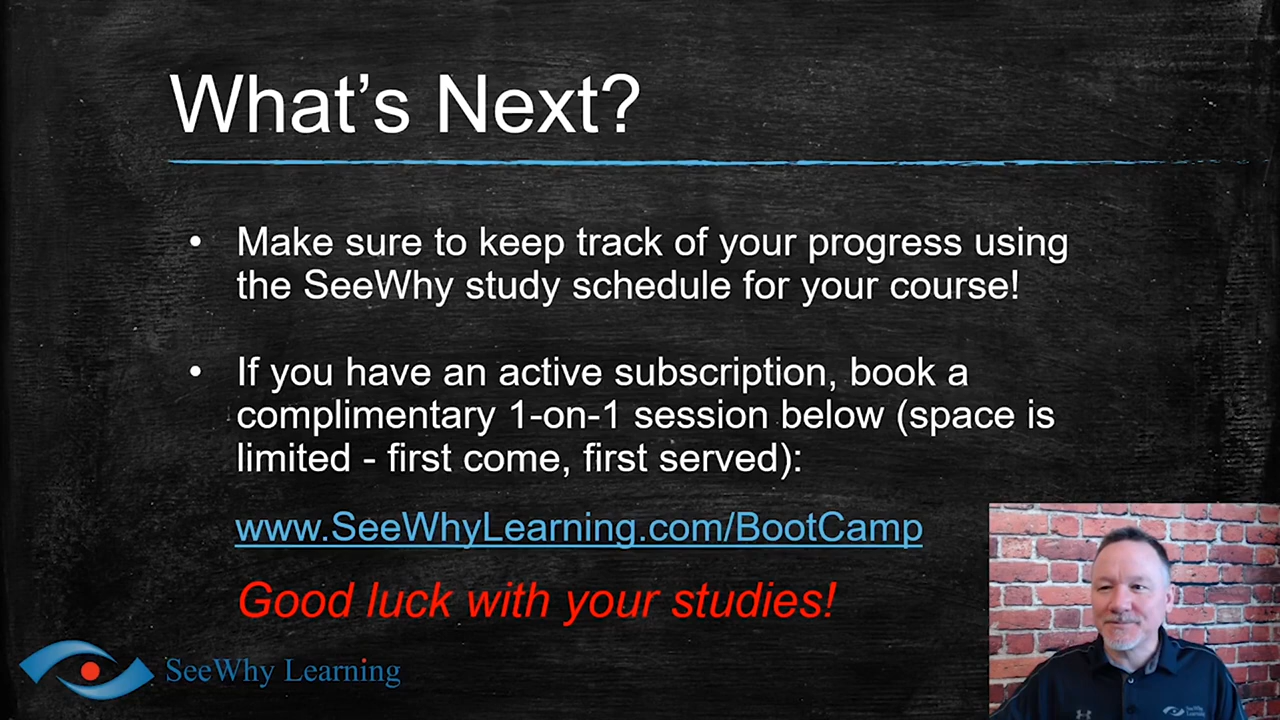 What's Next?
• Make sure to keep track of your progress using
the SeeWhy study schedule for your course!
• If you have an active subscription, book a
complimentary 1-on-1 session below (space is
limited - first come, first served):
www.SeeWhyLearning.com/BootCamp
Good luck with your studies!
SeeWhy Learning
SeeWhy
Learning